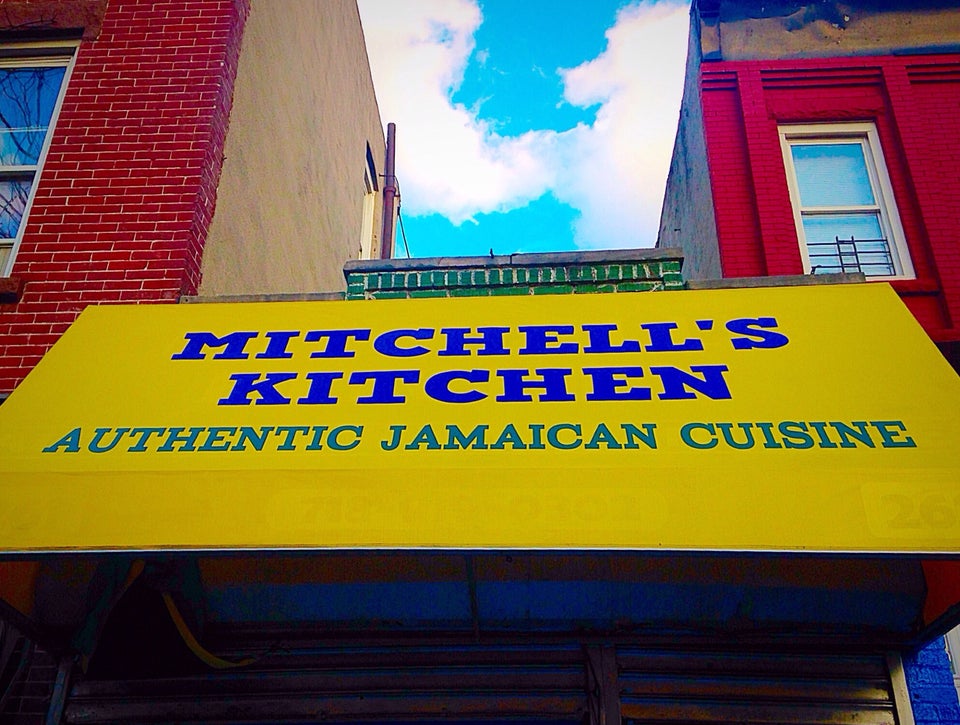 MITCHELL'S
KITCHEN
AUTHENTIC JAMAICAN CUISINE